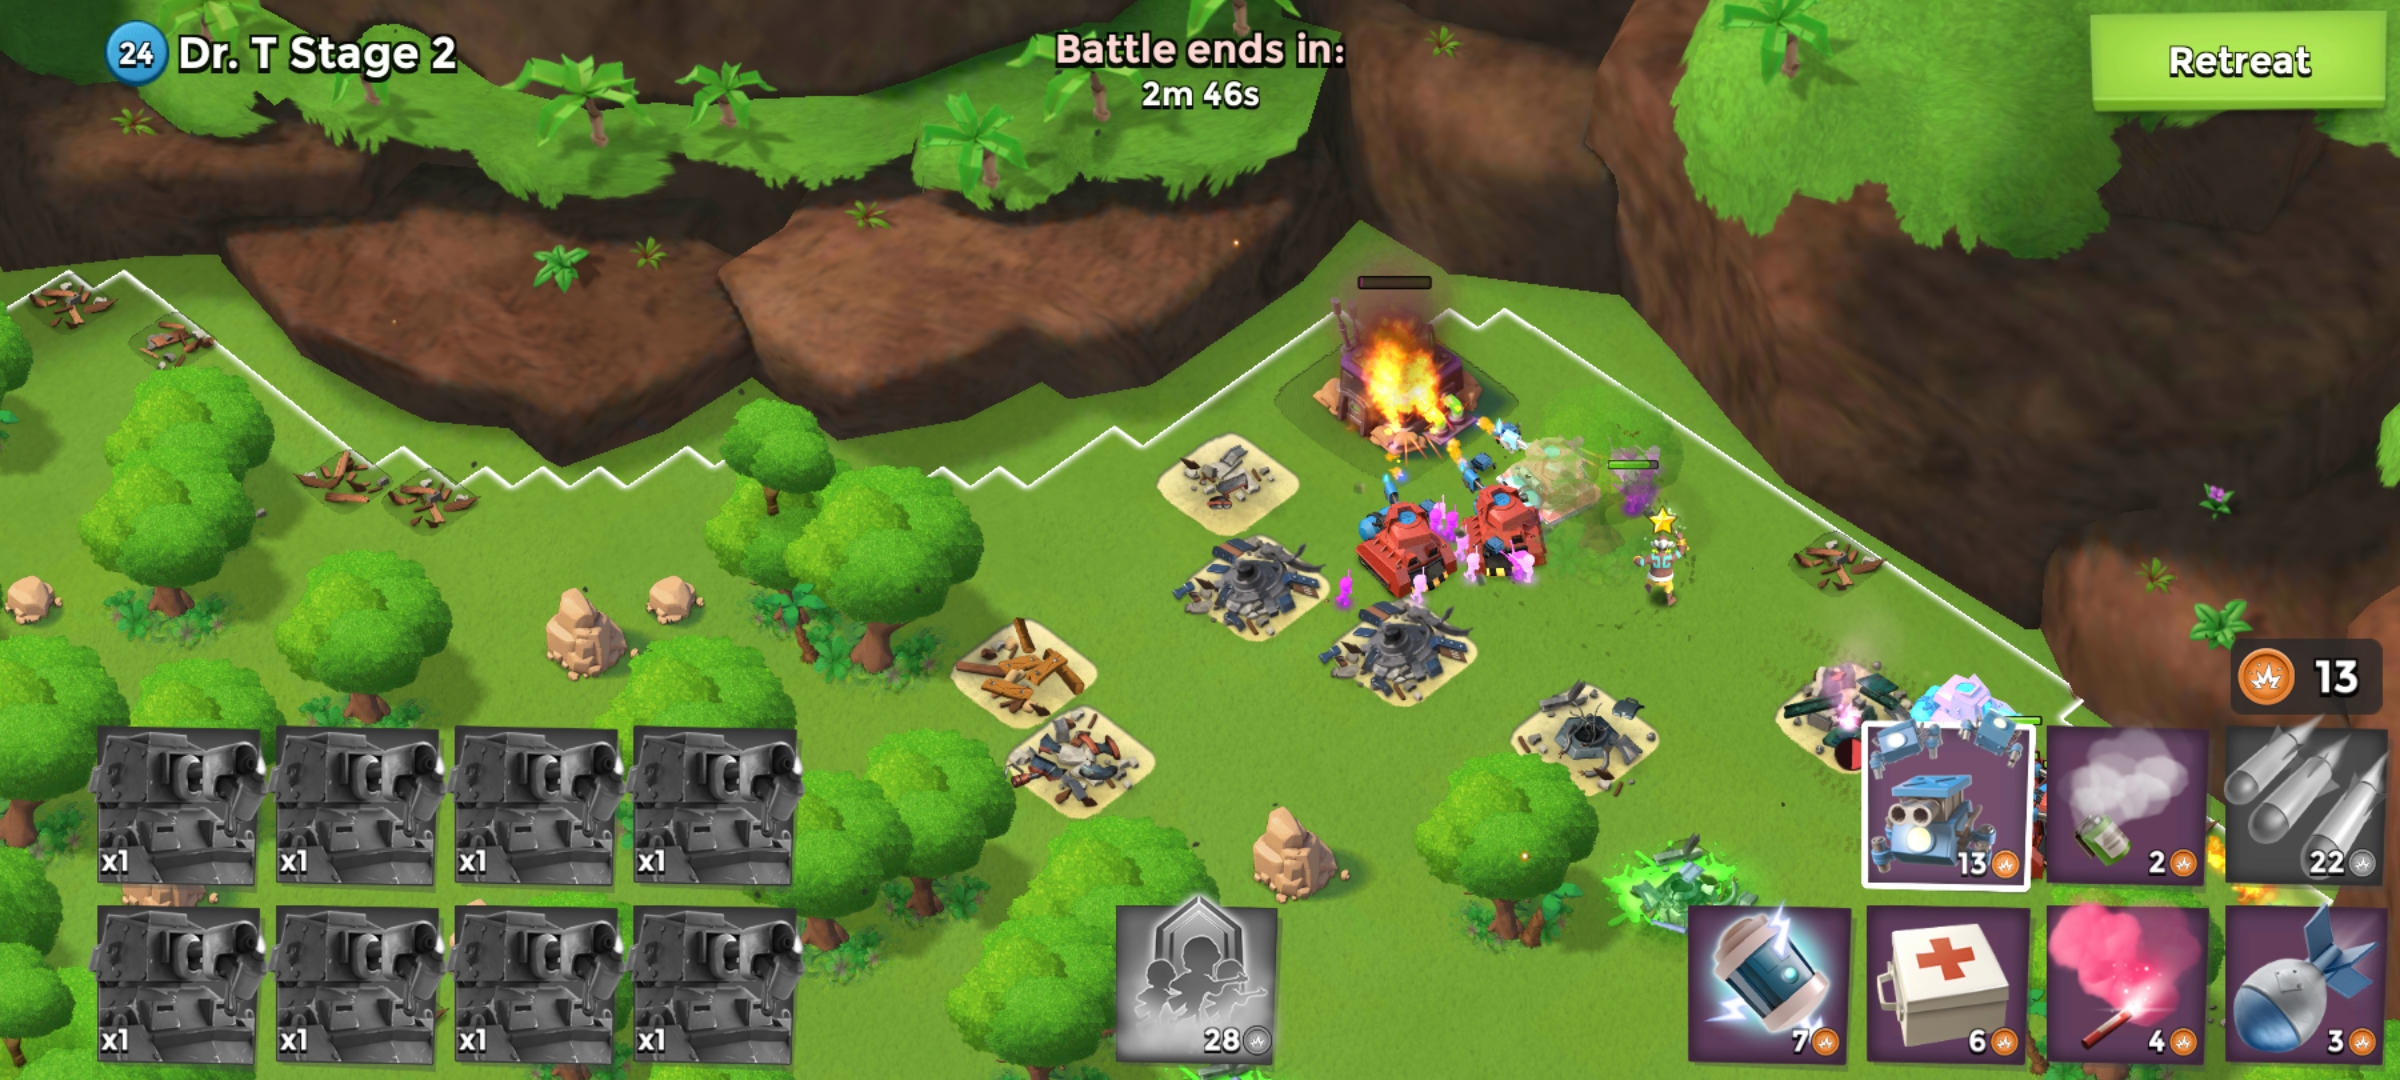 24 Dr. T Stage 2
Battle ends in:
2m 46s
Retreat
13
x1 x1 x1 x1
13 2 22
x1 x1 x1 x1
28
7 6 4 3